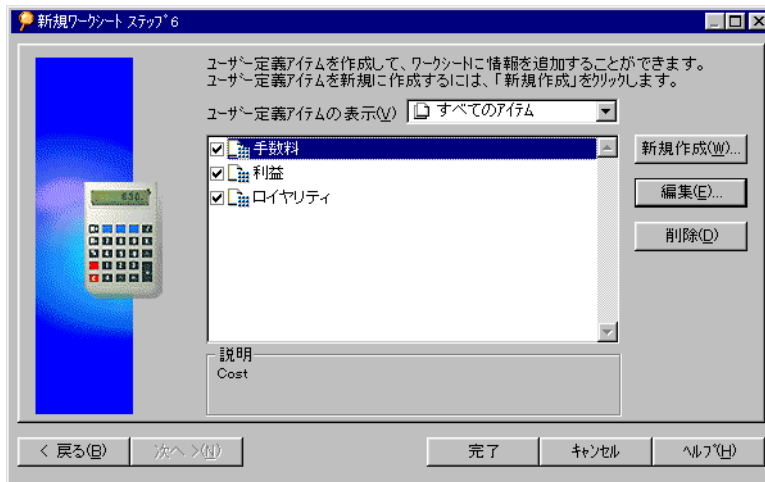 新規ワークシート ステップ6
ユーザー定義アイテムを作成して、ワークシートに情報を追加することができます。
ユーザー定義アイテムを新規に作成するには、「新規作成」をクリックします。
ユーザー定義アイテムの表示(V)
すべてのアイテム
手数料
利益
ロイヤリティ
新規作成(W)...
編集(E)...
削除(D)
630.
説明
Cost
< 戻る(B)
次へ >(N)
完了
キャンセル
ヘルプ(H)